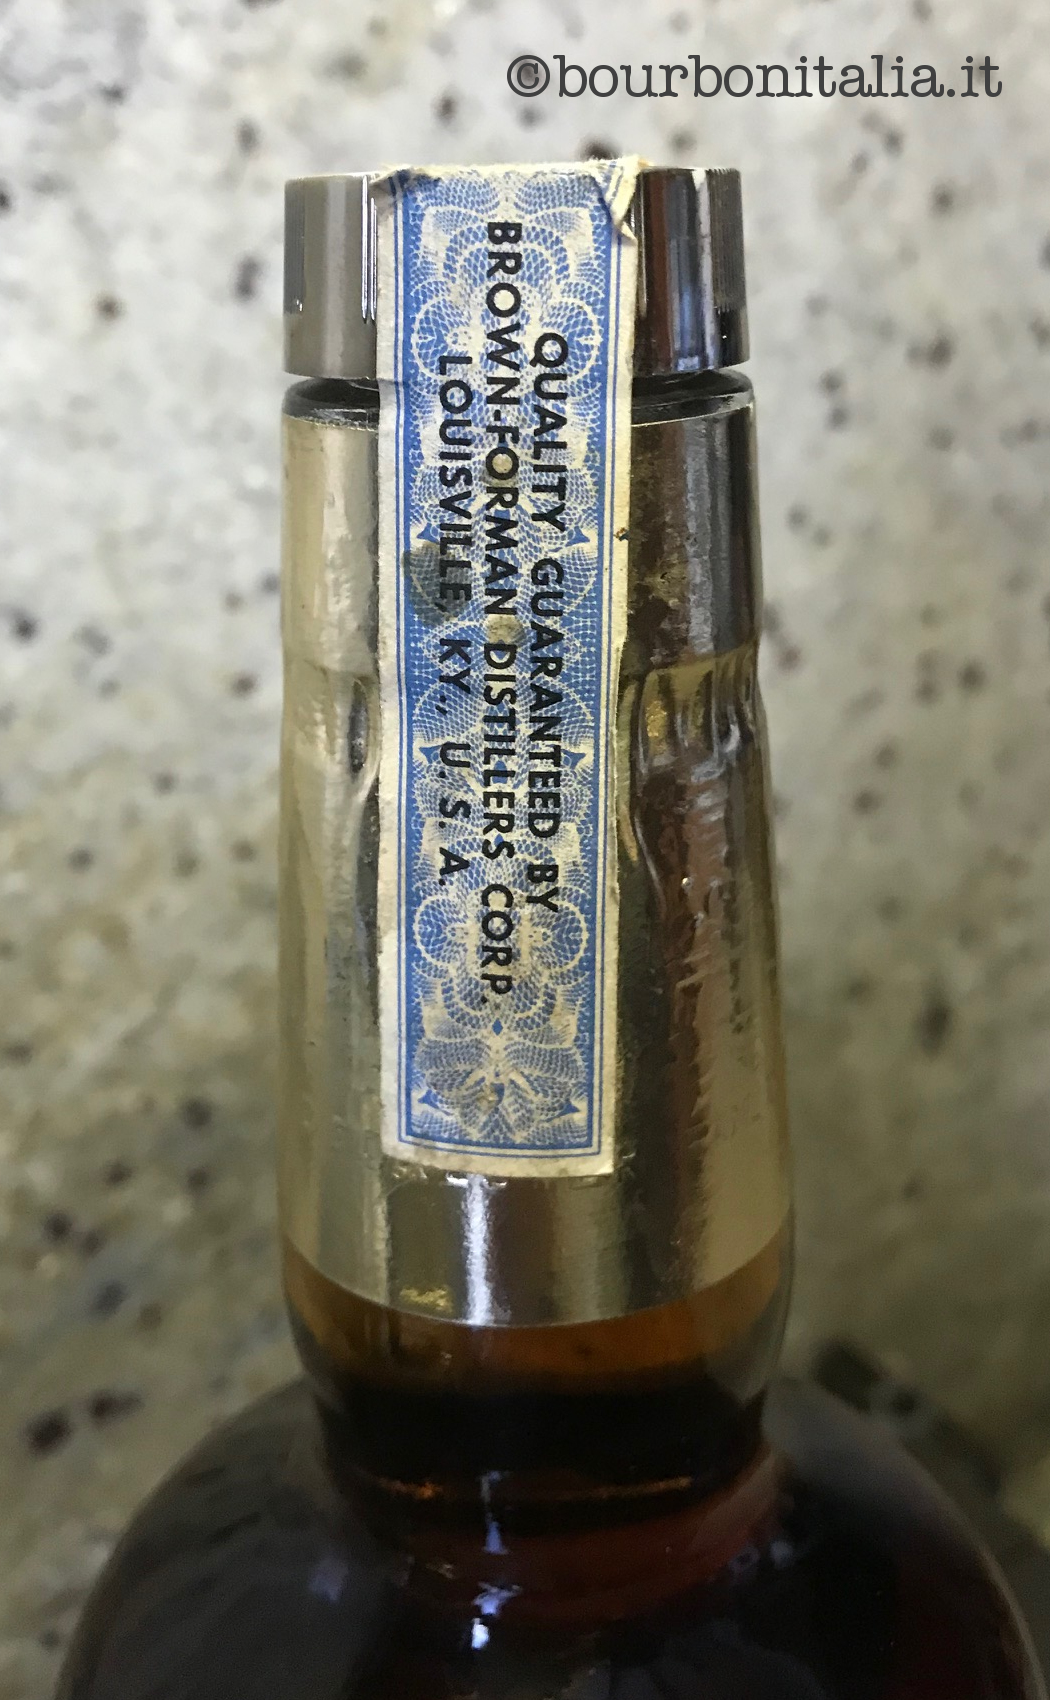 ©bourbonitalia.it
QUALITY GUARANTEED BY
BROWN-FORMAN DISTILLERS CORP.
LOUISVILLE, KY., U.S.A.